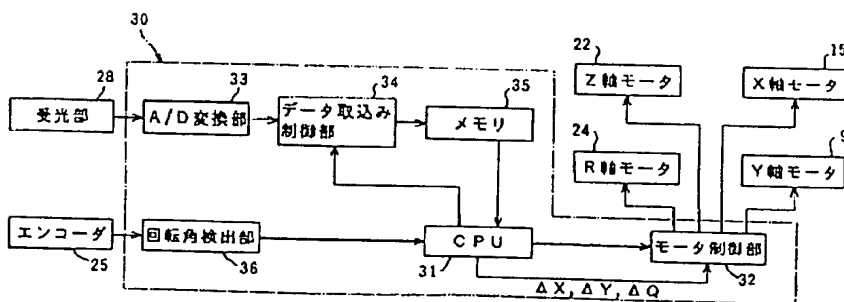 30
22
15
28
33
34
35
Z軸モータ
X軸モータ
受光部
A/D変換部
データ取込み
制御部
メモリ
24
9
R軸モータ
Y軸モータ
エンコーダ
回転角検出部
CPU
モータ制御部
25
36
31
32
ΔX,ΔY,ΔQ